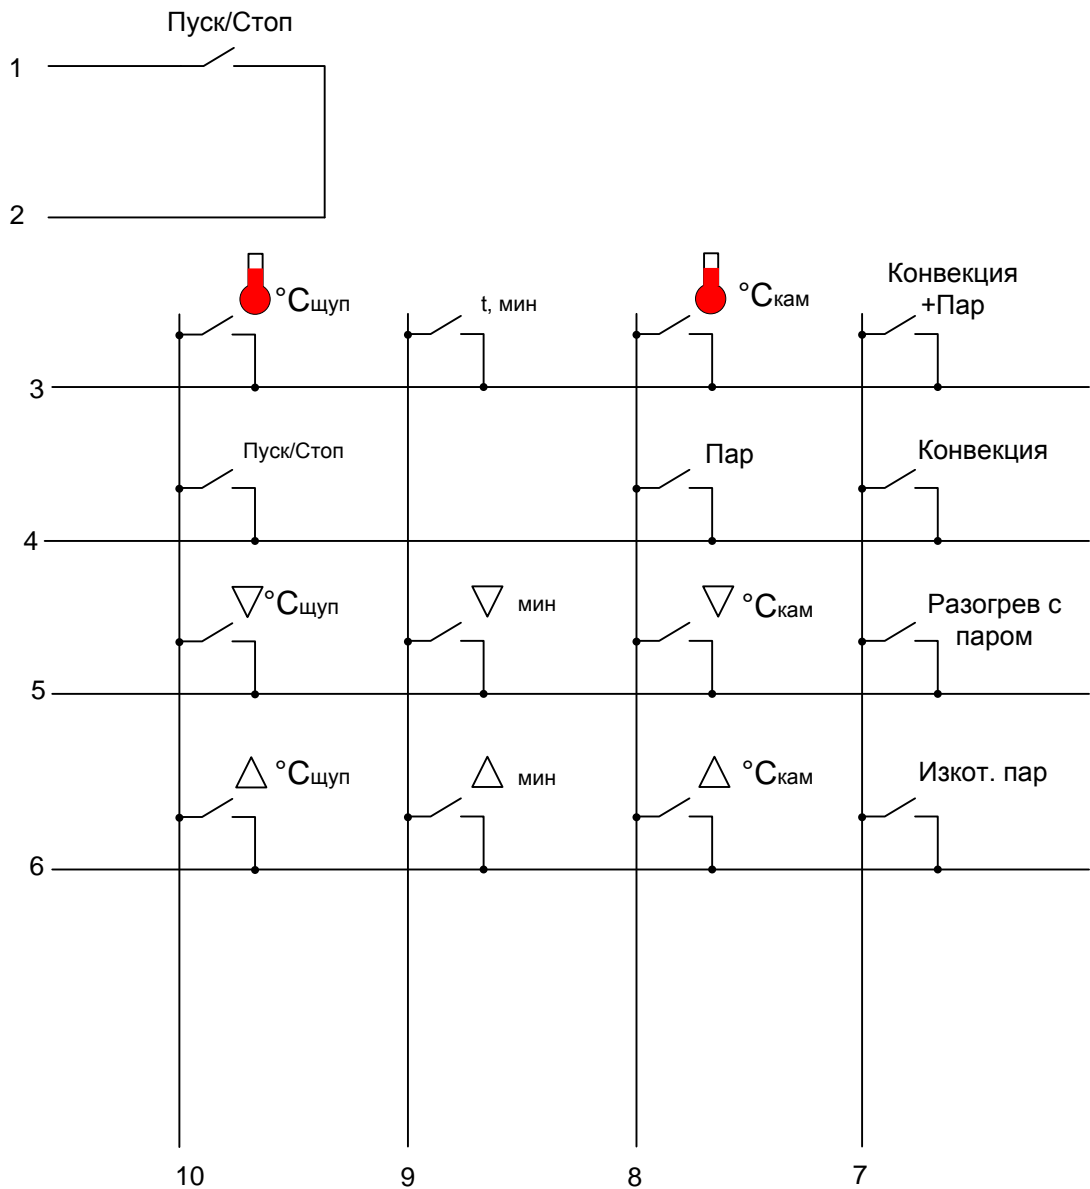 Пуск/Стоп
1
2
°Cщуп
t, мин
°Cкам
Конвекция
+Пар
3
Пуск/Стоп
Пар
Конвекция
4
°Cщуп
мин
°Cкам
Разогрев с
паром
5
°Cщуп
мин
°Cкам
Изкот. пар
6
10
9
8
7